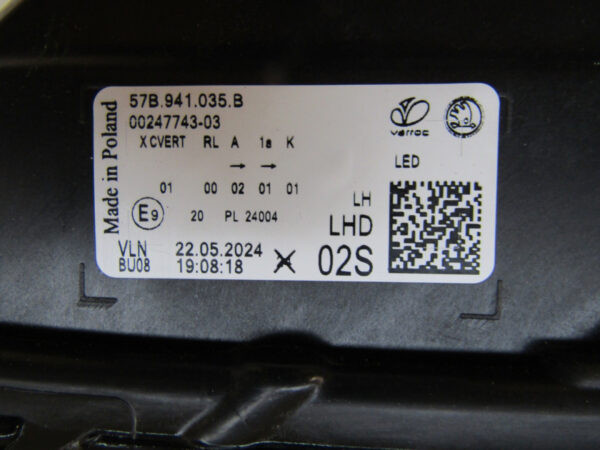 Made in Poland
57B.941.035.B
00247743-03
varroc
X CVERT RL A 1a K
→ →
LED
01 00 02 01 01
E9
20 PL 24004
LH
LHD
VLN 22.05.2024
BU08 19:08:18
02S